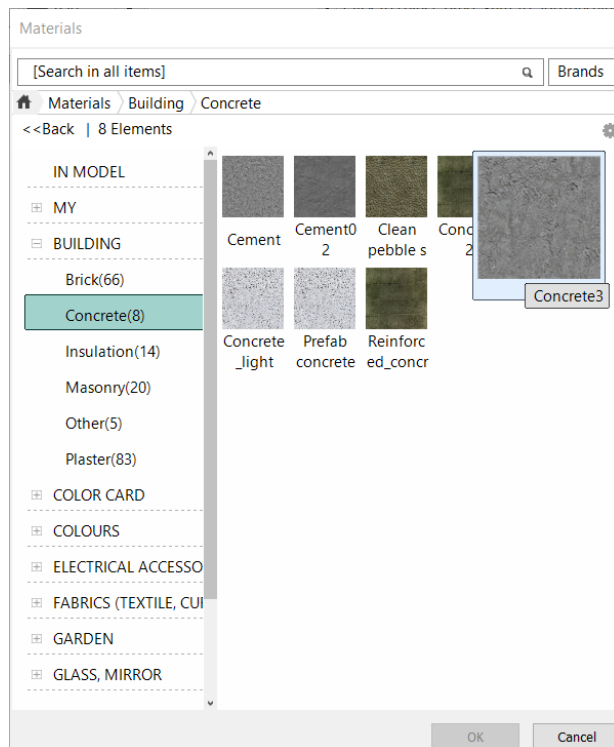 Materials
[Search in all items]
Brands
Materials
Building
Concrete
<<Back | 8 Elements
IN MODEL
MY
BUILDING
Brick(66)
Concrete(8)
Insulation(14)
Masonry(20)
Other(5)
Plaster(83)
COLOR CARD
COLOURS
ELECTRICAL ACCESSO
FABRICS (TEXTILE, CUR
GARDEN
GLASS, MIRROR
Cement
Cement0
2
Clean
pebble s
Conc
2
Concrete3
Concrete
_light
Prefab
concrete
Reinforc
ed_concr
OK
Cancel